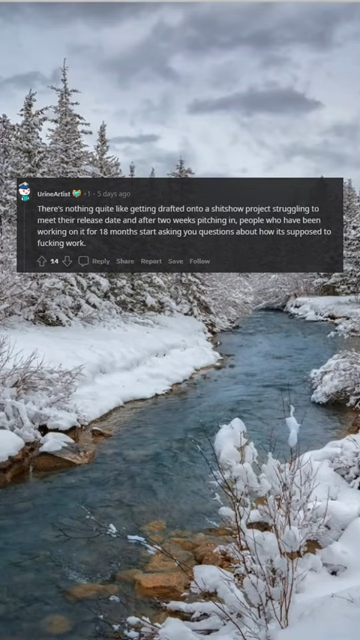 UrineArtist • 1 · 5 days ago
There's nothing quite like getting drafted onto a shitshow project struggling to
meet their release date and after two weeks pitching in, people who have been
working on it for 18 months start asking you questions about how its supposed to
fucking work.
14 Reply Share Report Save Follow